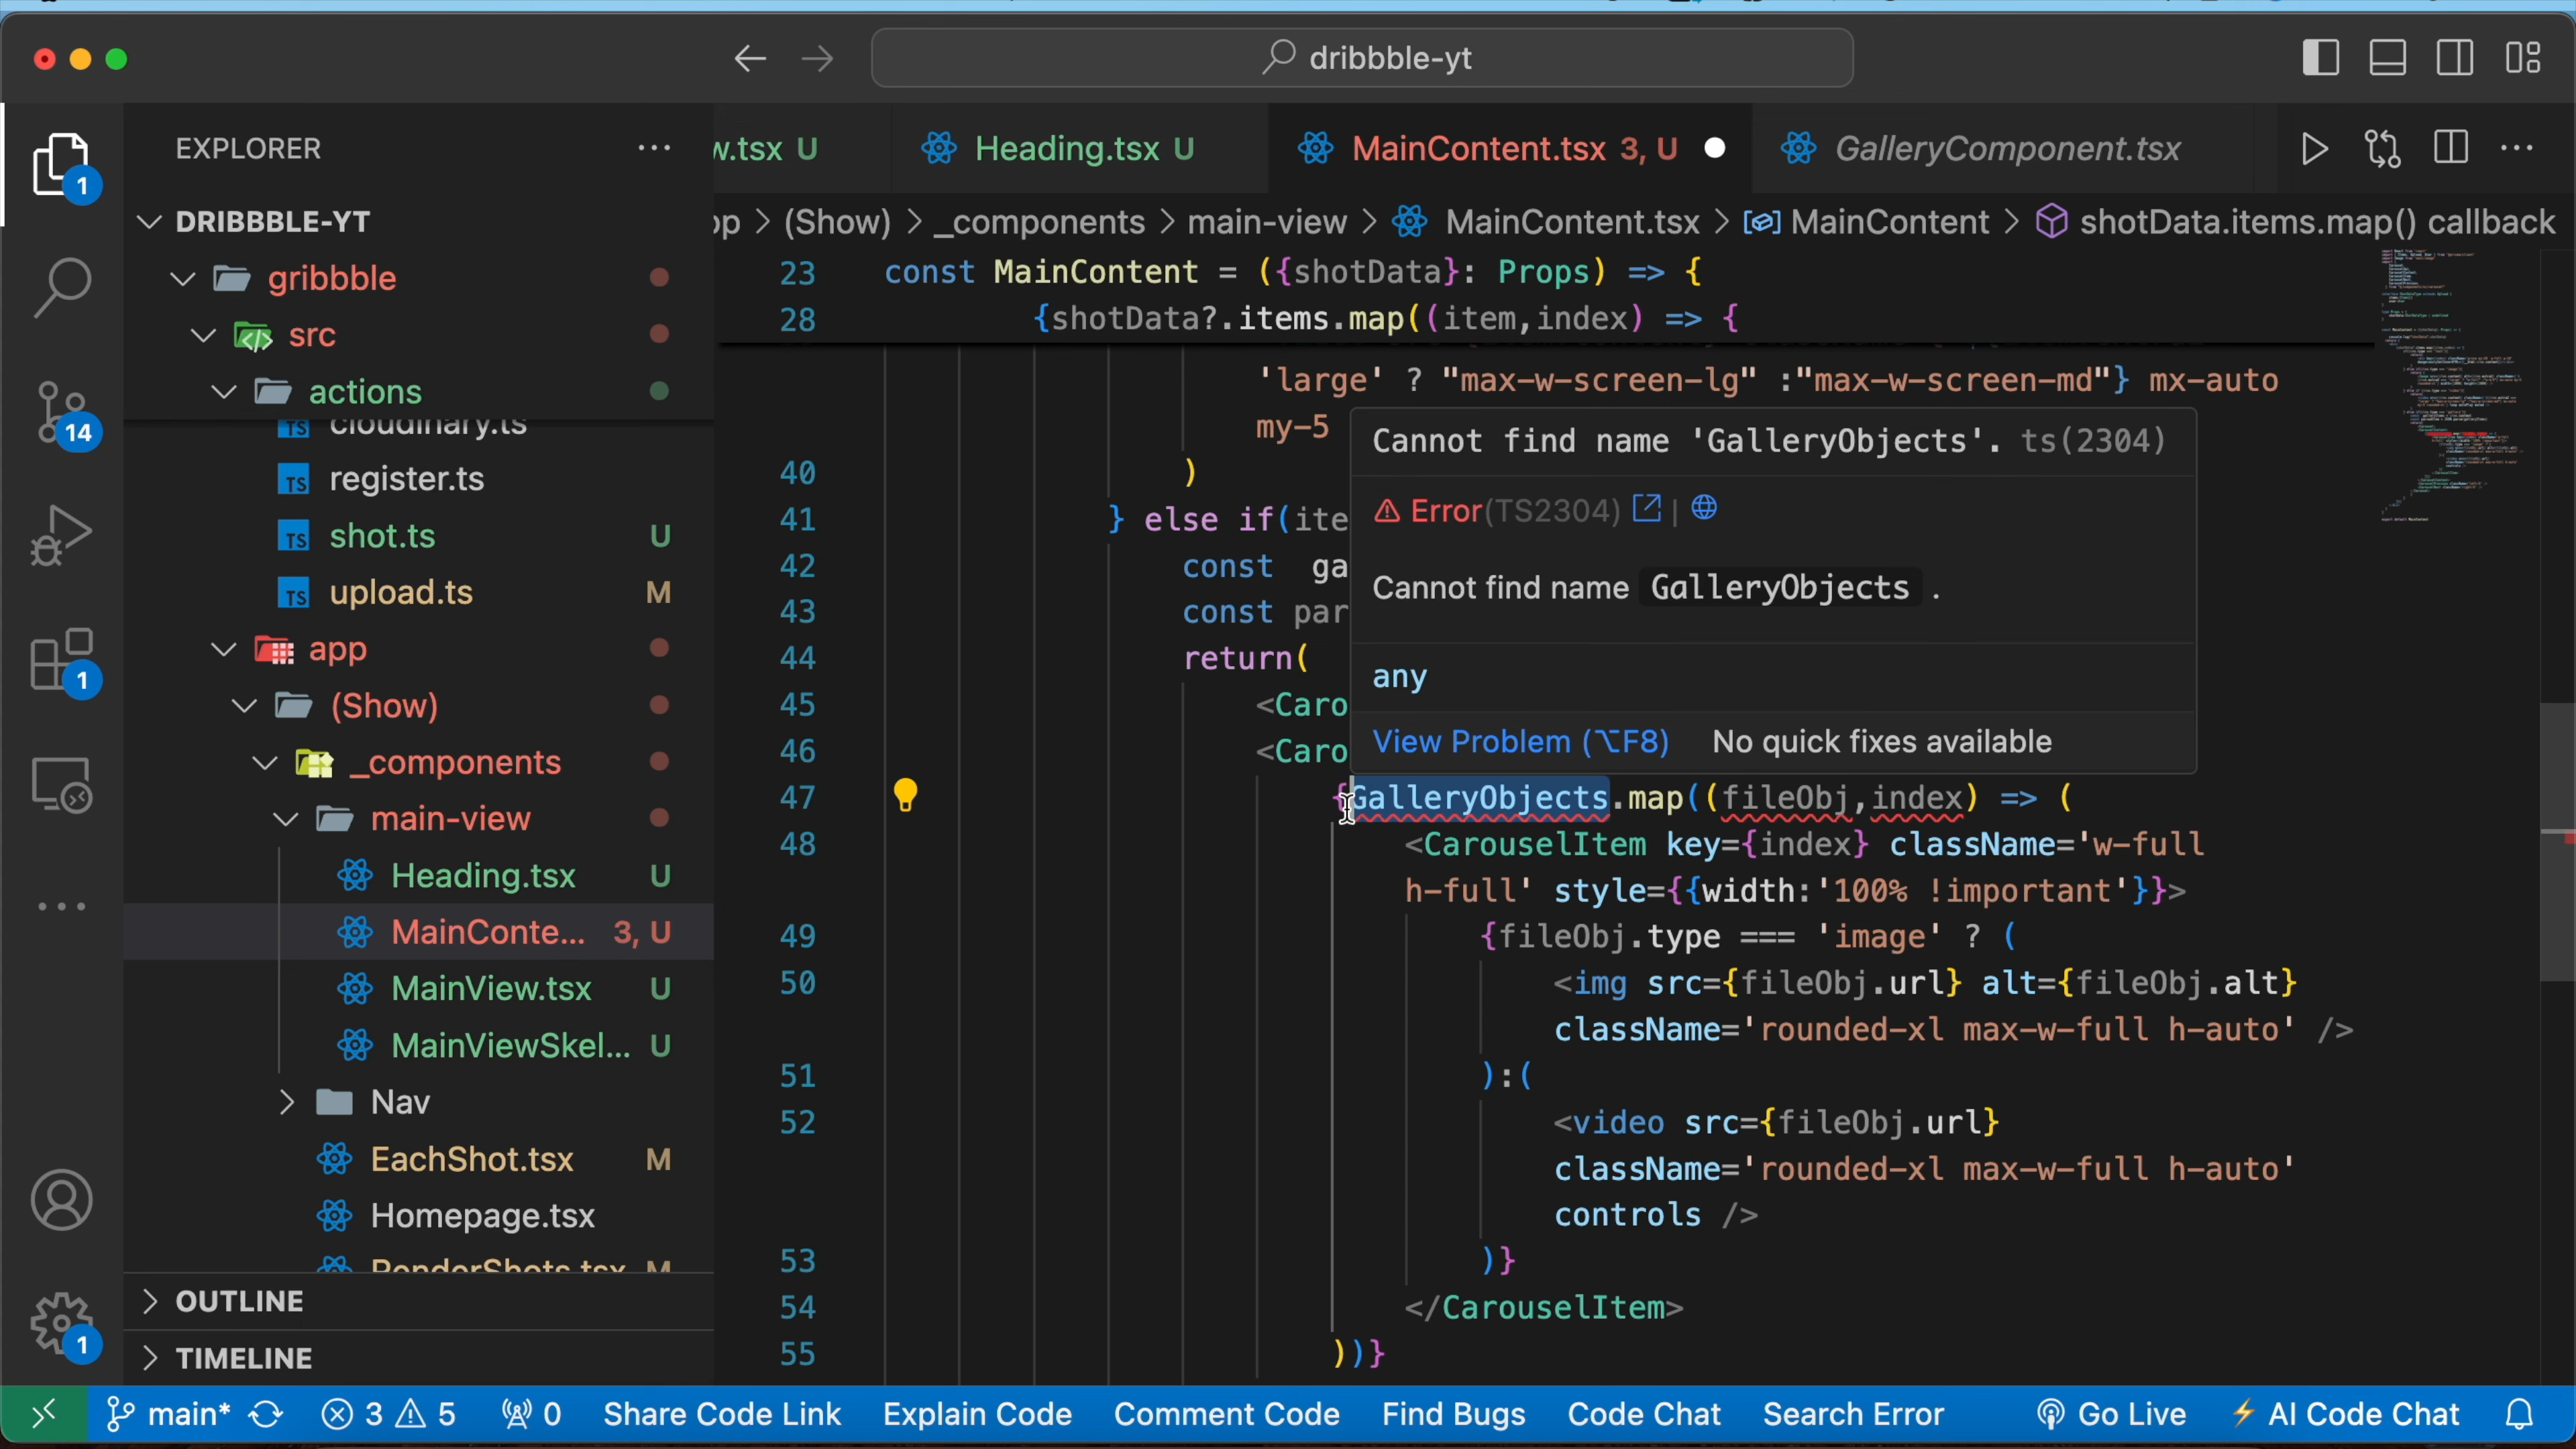 dribbble-yt
EXPLORER
w.tsx U
Heading.tsx U
MainContent.tsx 3, U
GalleryComponent.tsx
DRIBBBLE-YT
> (Show) > _components > main-view > MainContent.tsx > MainContent > shotData.items.map() callback
gribbble
src
actions
cloudinary.ts
register.ts
shot.ts U
upload.ts M
app
(Show)
_components
main-view
Heading.tsx U
MainConte... 3, U
MainView.tsx U
MainViewSkel... U
Nav
EachShot.tsx M
Homepage.tsx
RenderShots.tsx M
OUTLINE
TIMELINE
1
14
1
1
23 const MainContent = ({shotData}: Props) => {
28 {shotData?.items.map((item,index) => {
'large' ? "max-w-screen-lg" :"max-w-screen-md"} mx-auto
my-5
40 )
41 } else if(ite
42 const ga
43 const par
44 return(
45 <Caro
46 <Caro
Cannot find name 'GalleryObjects'. ts(2304)
Error(TS2304) |
Cannot find name GalleryObjects .
any
View Problem (⌥F8) No quick fixes available
47 {GalleryObjects.map((fileObj,index) => (
48 <CarouselItem key={index} className='w-full
h-full' style={{width:'100% !important'}}>
49 {fileObj.type === 'image' ? (
50 <img src={fileObj.url} alt={fileObj.alt}
className='rounded-xl max-w-full h-auto' />
51 ):(
52 <video src={fileObj.url}
className='rounded-xl max-w-full h-auto'
controls />
53 )}
54 </CarouselItem>
55 ))}
main* 3 5 0 Share Code Link Explain Code Comment Code Find Bugs Code Chat Search Error Go Live AI Code Chat